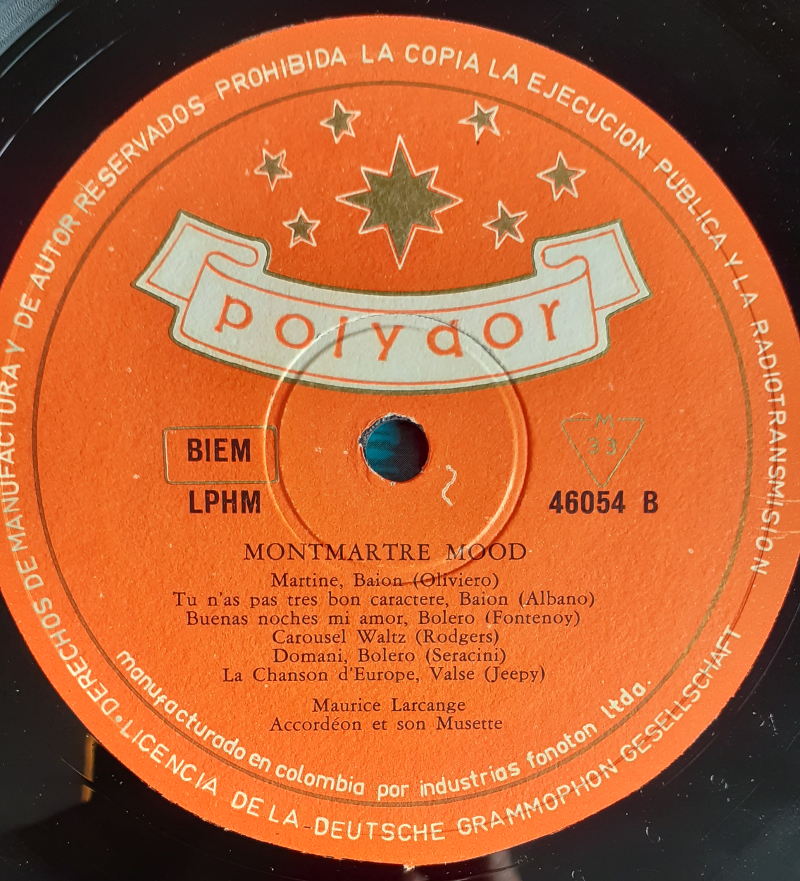 DERECHOS DE MANUFACTURA Y DE AUTOR RESERVADOS PROHIBIDA LA COPIA LA EJECUCION PUBLICA Y LA RADIOTRANSMISION
polydor
BIEM
LPHM
M
33
46054 B
MONTMARTRE MOOD
Martine, Baion (Oliviero)
Tu n'as pas tres bon caractere, Baion (Albano)
Buenas noches mi amor, Bolero (Fontenoy)
Carousel Waltz (Rodgers)
Domani, Bolero (Seracini)
La Chanson d'Europe, Valse (Jeepy)
Maurice Larcange
Accordéon et son Musette
manufacturado en colombia por industrias fonoton ltda.
• LICENCIA DE LA DEUTSCHE GRAMMOPHON GESELLSCHAFT